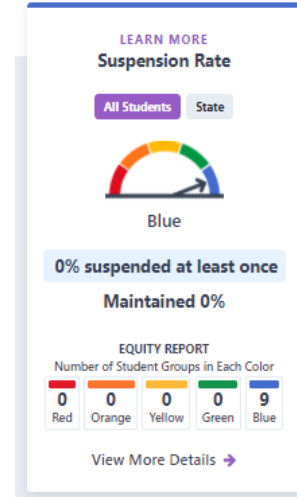 LEARN MORE
Suspension Rate
All Students State
Blue
0% suspended at least once
Maintained 0%
EQUITY REPORT
Number of Student Groups in Each Color
0 0 0 0 9
Red Orange Yellow Green Blue
View More Details →